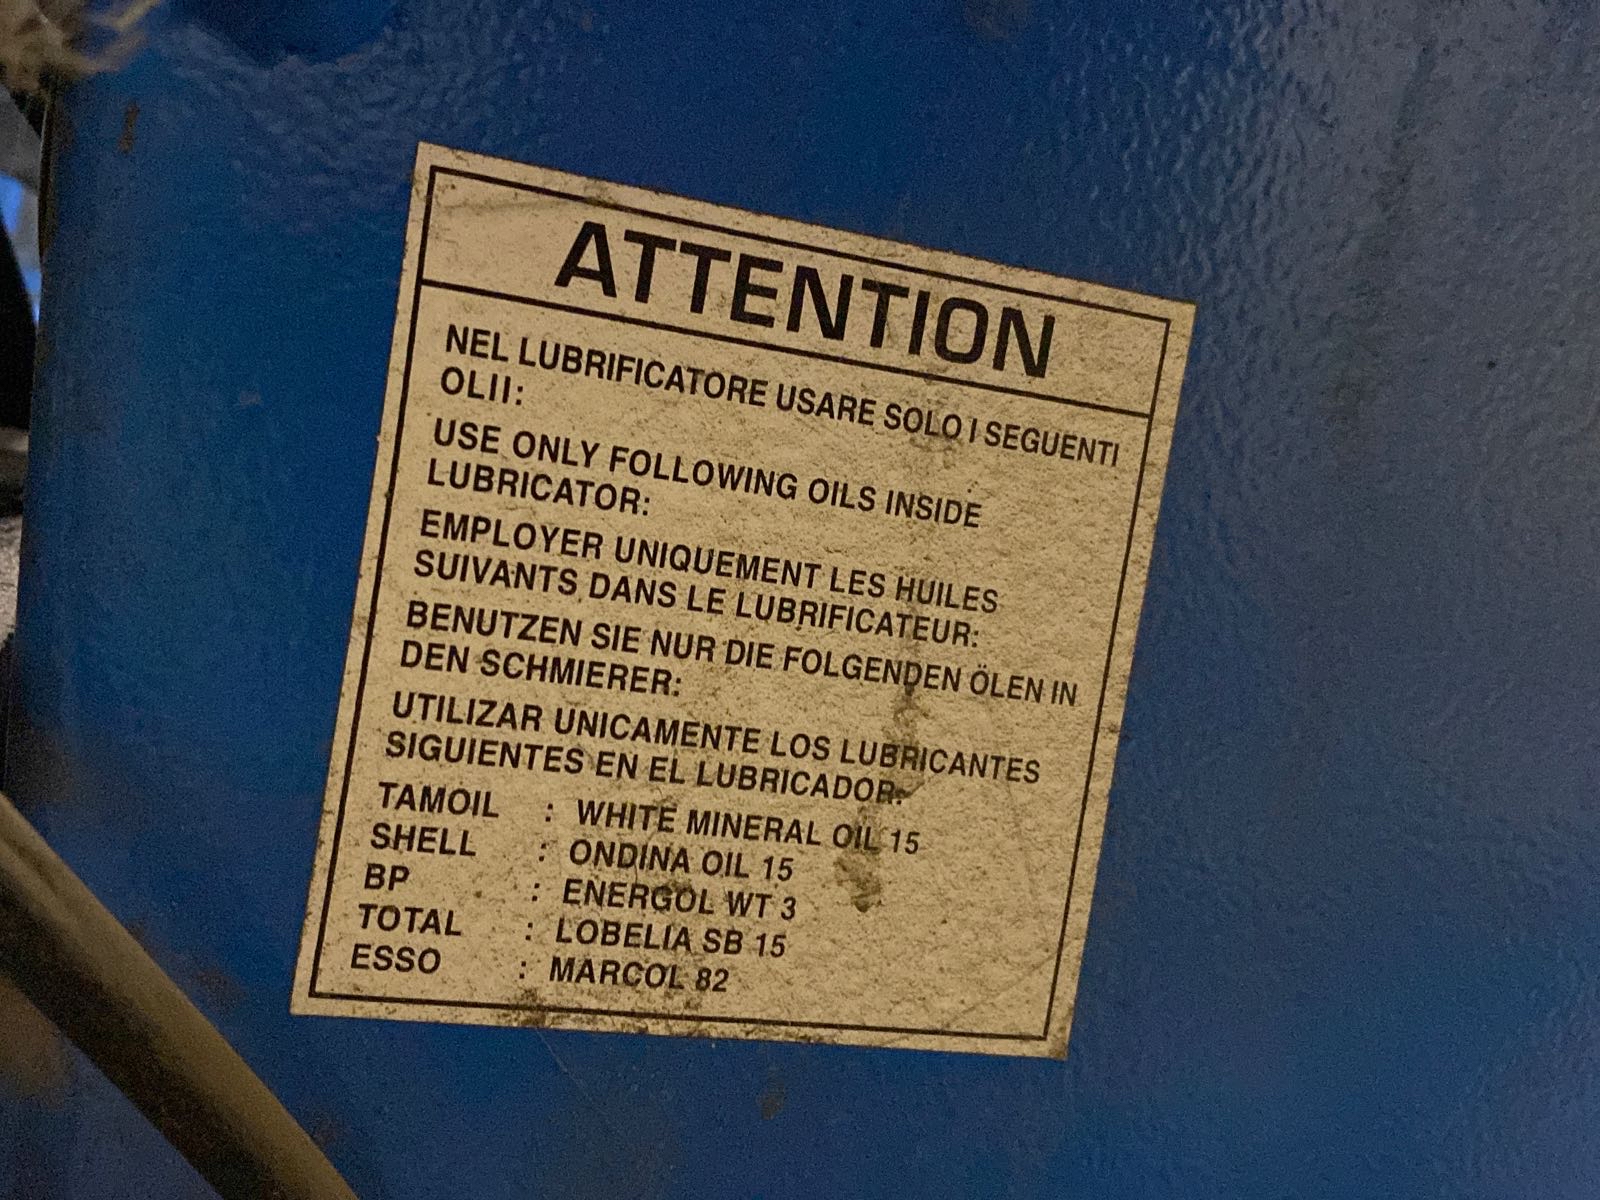 ATTENTION
NEL LUBRIFICATORE USARE SOLO I SEGUENTI
OLII:
USE ONLY FOLLOWING OILS INSIDE
LUBRICATOR:
EMPLOYER UNIQUEMENT LES HUILES
SUIVANTS DANS LE LUBRIFICATEUR:
BENUTZEN SIE NUR DIE FOLGENDEN ÖLEN IN
DEN SCHMIERER:
UTILIZAR UNICAMENTE LOS LUBRICANTES
SIGUIENTES EN EL LUBRICADOR:
TAMOIL : WHITE MINERAL OIL 15
SHELL : ONDINA OIL 15
BP : ENERGOL WT 3
TOTAL : LOBELIA SB 15
ESSO : MARCOL 82